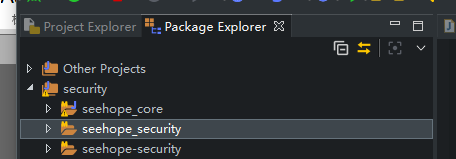 Project Explorer Package Explorer
Other Projects
security
seehope_core
seehope_security
seehope-security